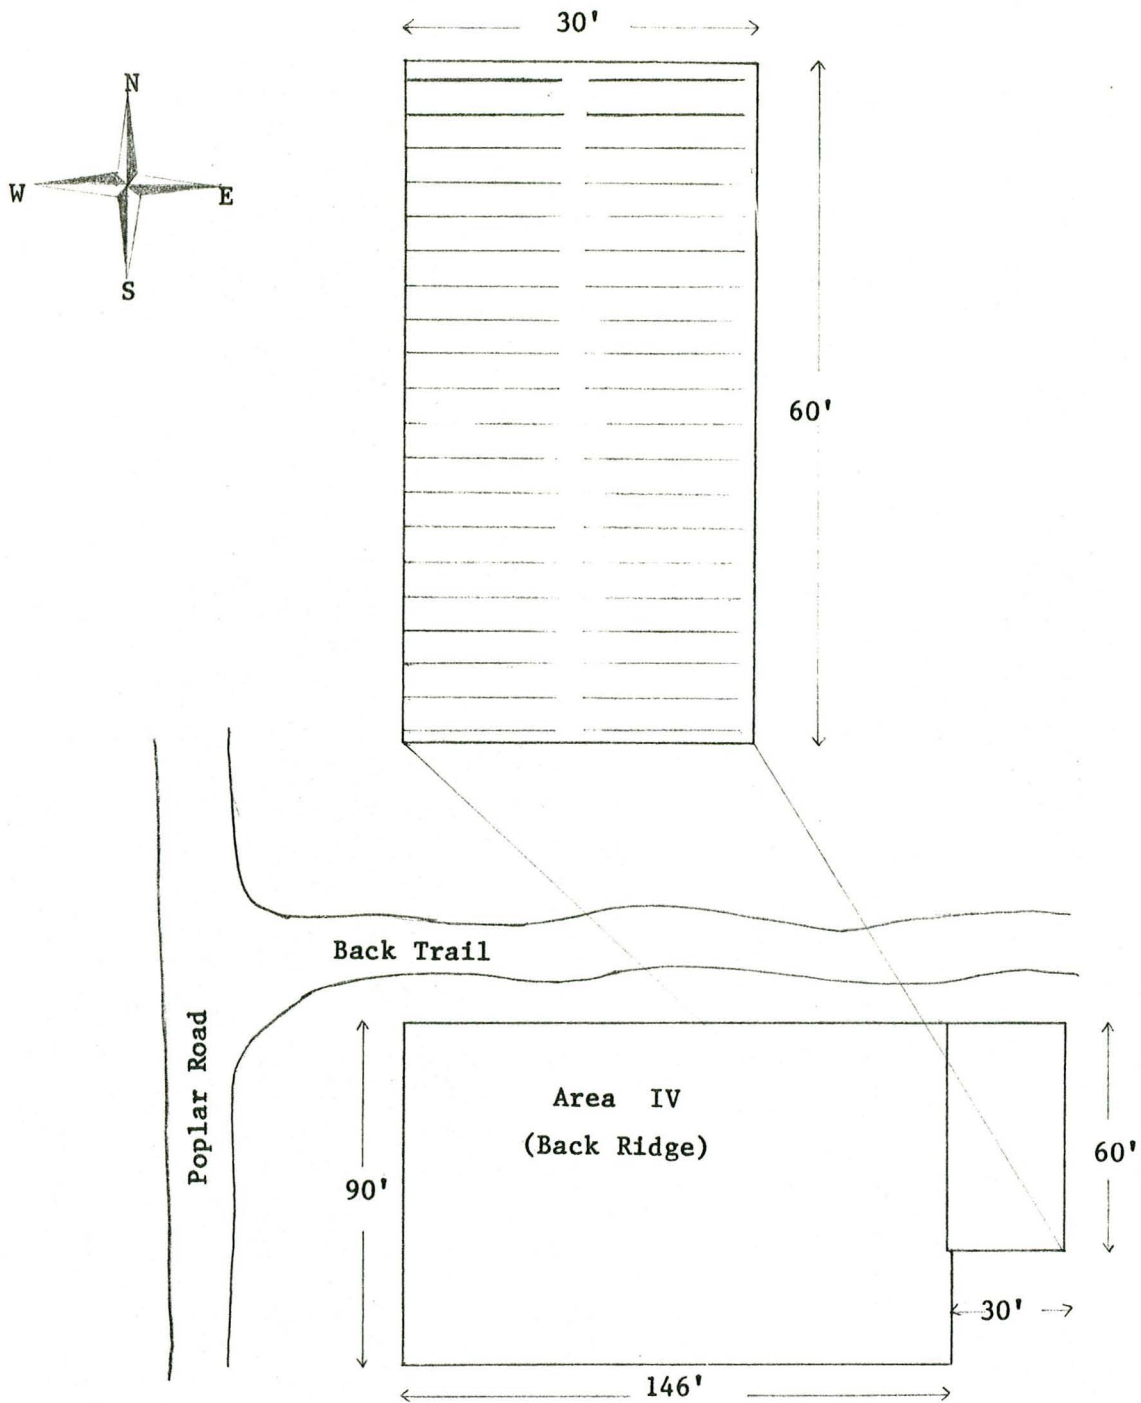 30'
N
W
E
S
60'
Back Trail
Poplar Road
Area IV
(Back Ridge)
90'
60'
30'
146'